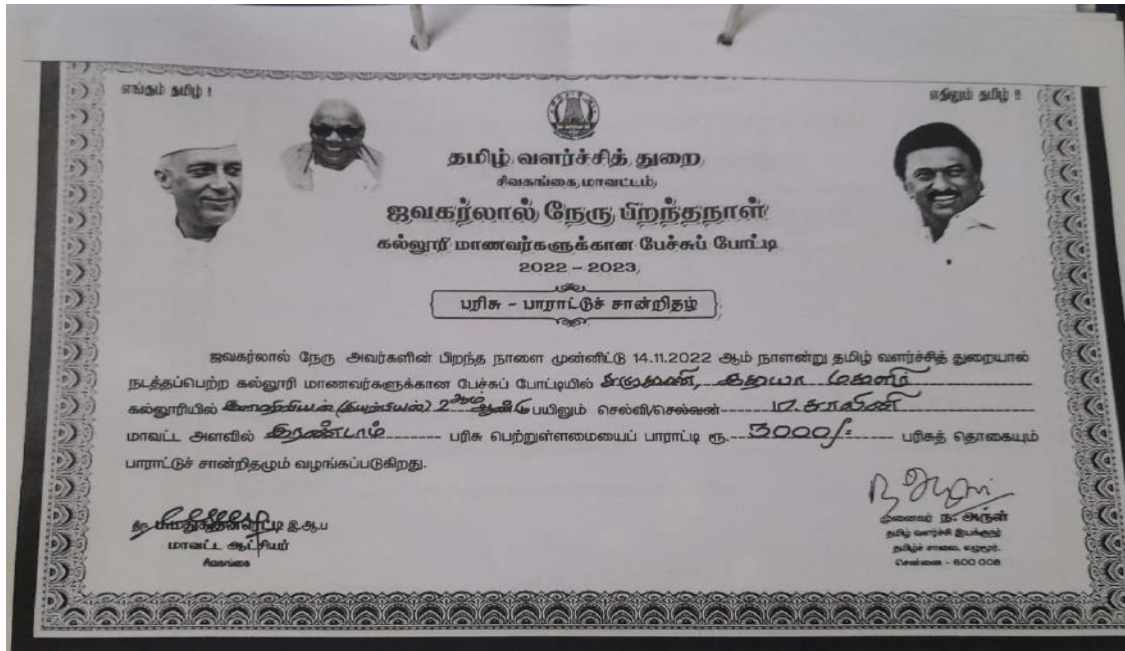 எங்கும் தமிழ் !
எதிலும் தமிழ் !!
தமிழ் வளர்ச்சித் துறை
சிவகங்கை மாவட்டம்
ஜவகர்லால் நேரு பிறந்தநாள்
கல்லூரி மாணவர்களுக்கான பேச்சுப் போட்டி
2022 – 2023
பரிசு – பாராட்டுச் சான்றிதழ்
ஜவகர்லால் நேரு அவர்களின் பிறந்த நாளை முன்னிட்டு 14.11.2022 ஆம் நாளன்று தமிழ் வளர்ச்சித் துறையால்
நடத்தப்பெற்ற கல்லூரி மாணவர்களுக்கான பேச்சுப் போட்டியில் இதயா மகளிர்
கல்லூரியில் 2 ஆம் ஆண்டு பயிலும் செல்வி/செல்வன் ம.சாலினி
மாவட்ட அளவில் இரண்டாம் பரிசு பெற்றுள்ளமையைப் பாராட்டி ரூ. 3000/- பரிசுத் தொகையும்
பாராட்டுச் சான்றிதழும் வழங்கப்படுகிறது.
இ.ஆ.ப
மாவட்ட ஆட்சியர்
சிவகங்கை
முனைவர் ந. அருள்
தமிழ் வளர்ச்சி இயக்குநர்
தமிழ்ச் சாலை, எழுமூர்,
சென்னை - 600 008